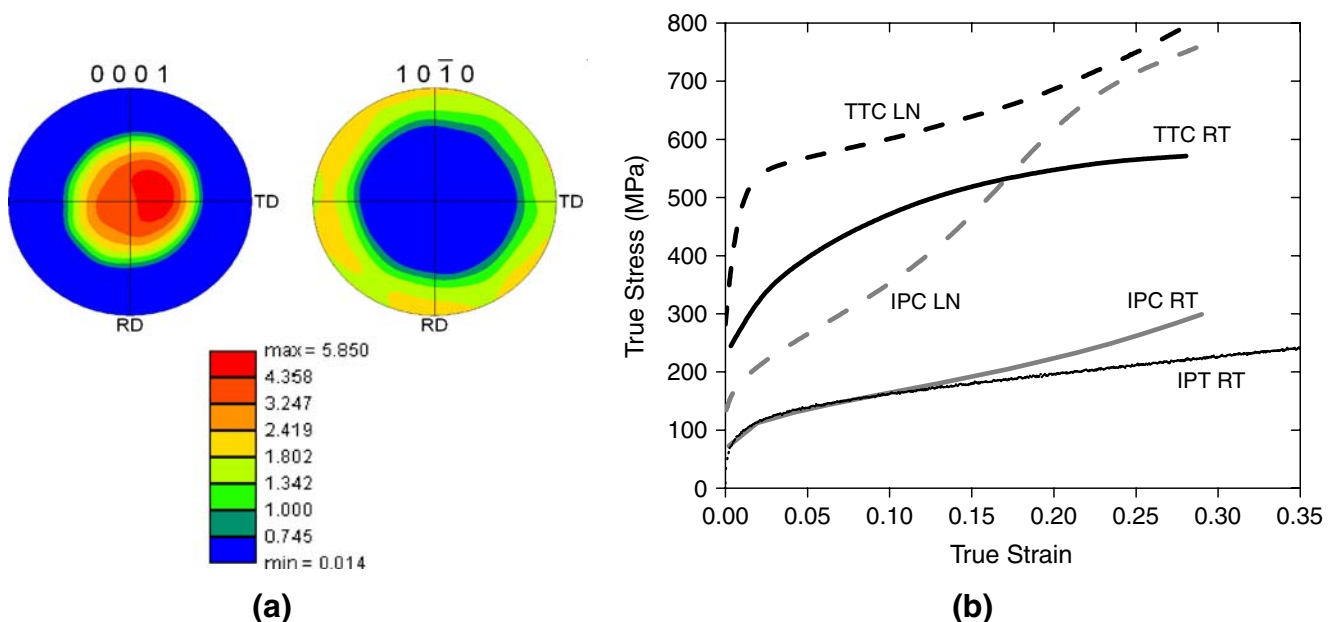 0 0 0 1
1 0 1̅ 0
TD
TD
RD
RD
max = 5.850
4.358
3.247
2.419
1.802
1.342
1.000
0.745
min = 0.014
(a)
True Stress (MPa)
800
700
600
500
400
300
200
100
0
TTC LN
TTC RT
IPC LN
IPC RT
IPT RT
0.00 0.05 0.10 0.15 0.20 0.25 0.30 0.35
True Strain
(b)